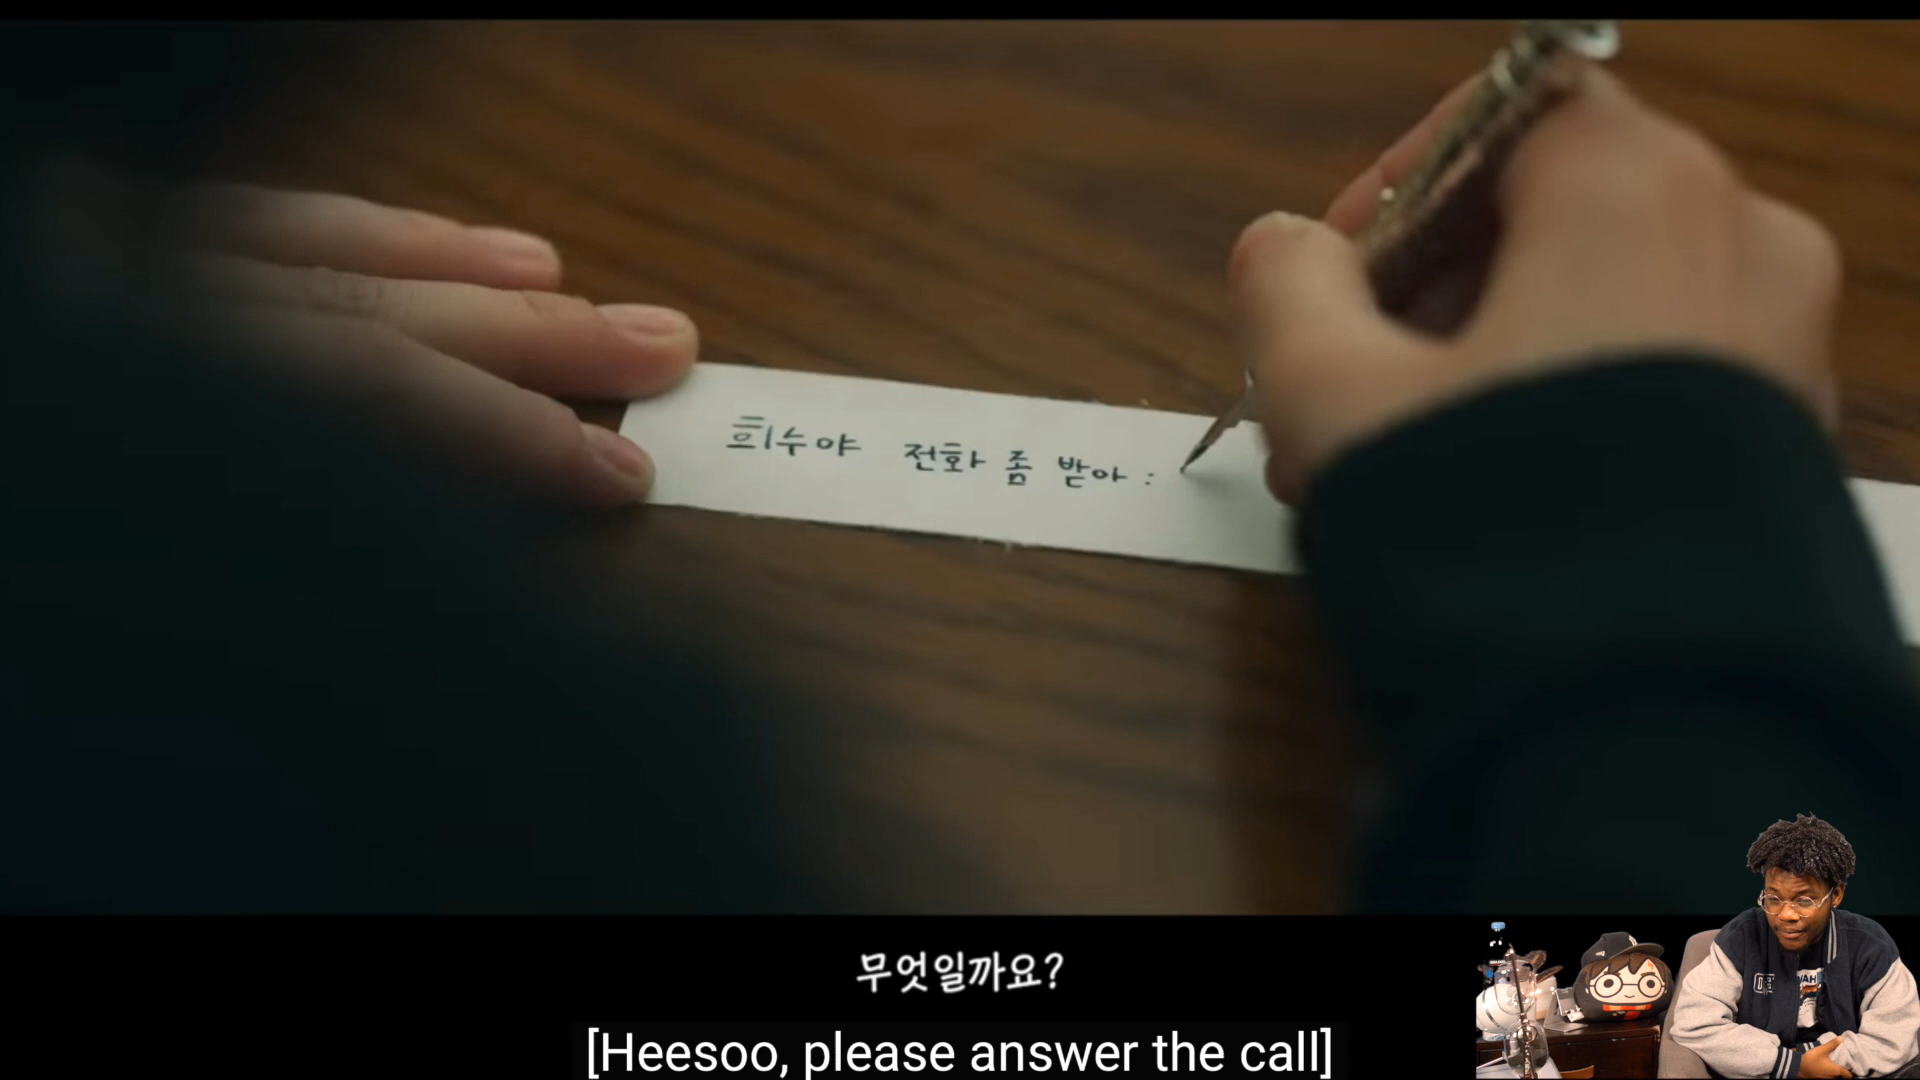 희수야 전화 좀 받아 :
무엇일까요?
[Heesoo, please answer the call]